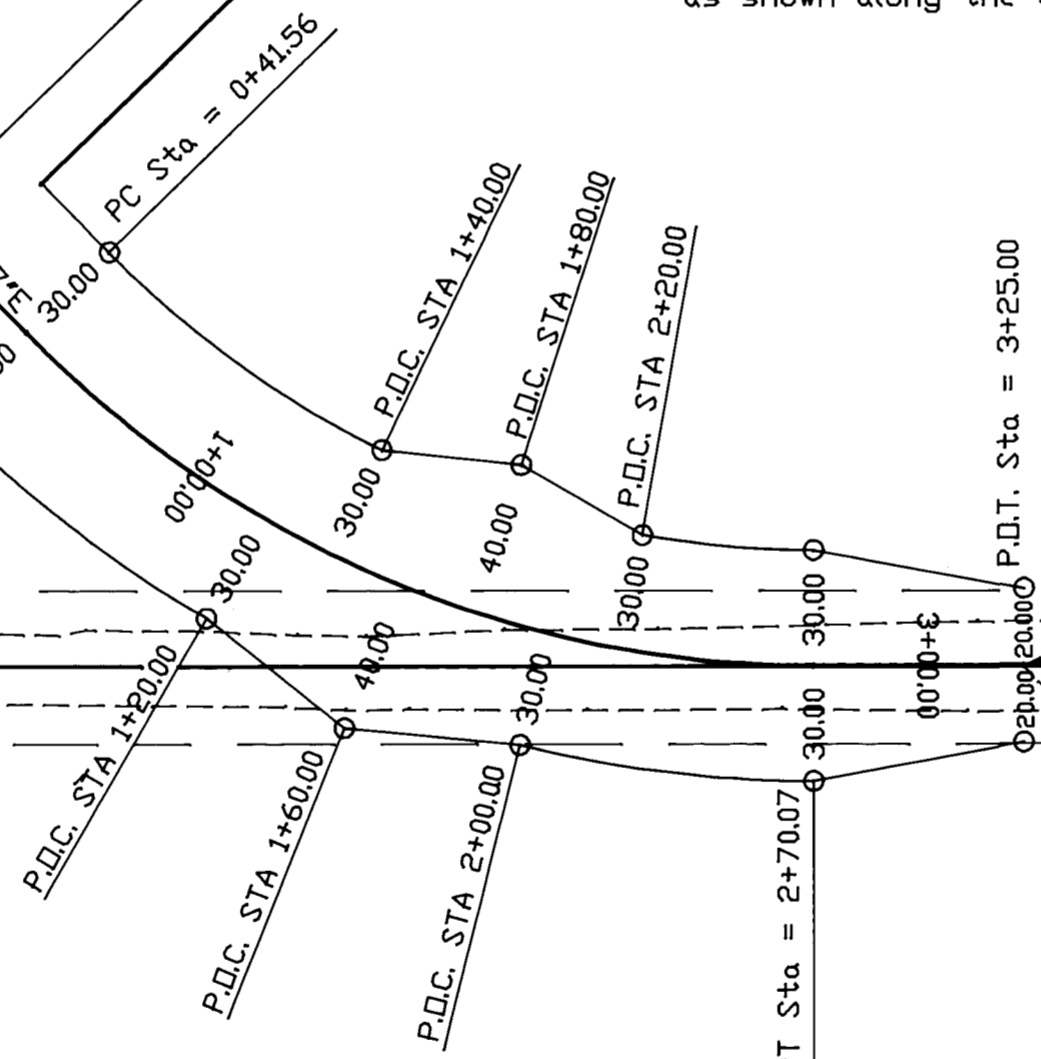 as shown along the
PC Sta = 0+41.56
30.00
7"E
P.O.C. STA 1+40.00
30.00
P.O.C. STA 1+80.00
40.00
P.O.C. STA 2+20.00
30.00
P.O.T. Sta = 3+25.00
30.00
20.00
1+00.00
3+00.00
30.00
P.O.C. STA 1+20.00
40.00
P.O.C. STA 1+60.00
30.00
P.O.C. STA 2+00.00
30.00
T Sta = 2+70.07
20.00